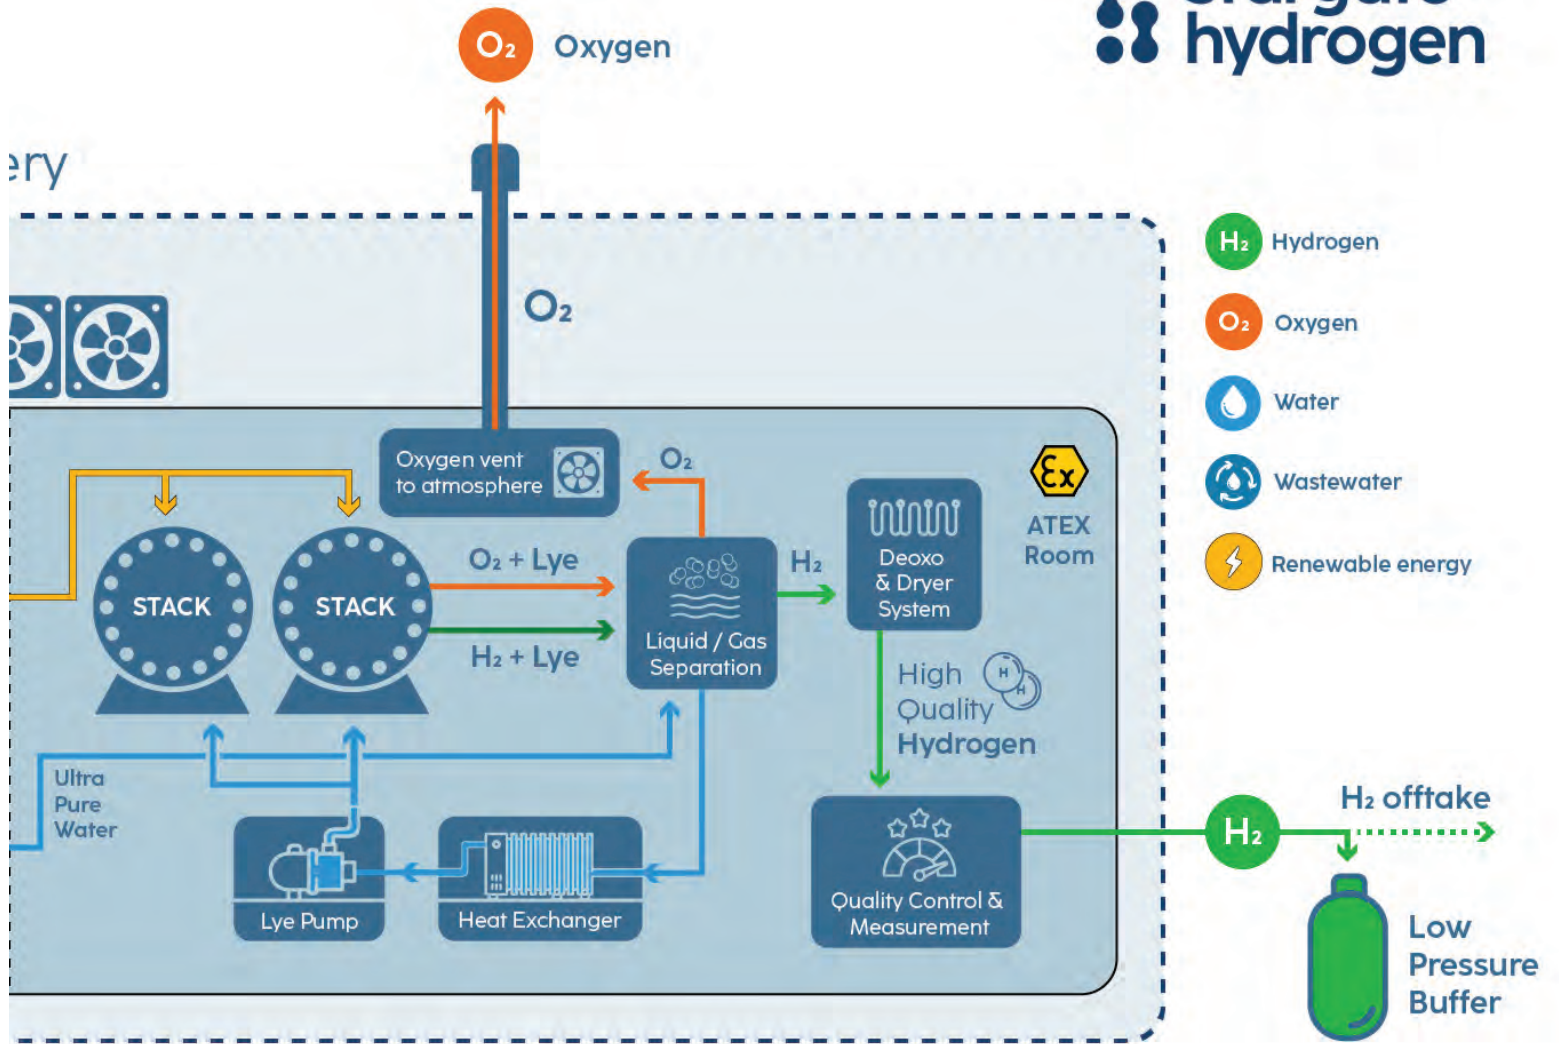 O₂ Oxygen
hydrogen
ery
O₂
H₂ Hydrogen
O₂ Oxygen
Water
Wastewater
Renewable energy
Oxygen vent
to atmosphere
O₂
Ex
ATEX
Room
STACK
STACK
O₂ + Lye
H₂ + Lye
Liquid / Gas
Separation
H₂
Deoxo
& Dryer
System
High
Quality
Hydrogen
H
H
Ultra
Pure
Water
Lye Pump
Heat Exchanger
Quality Control &
Measurement
H₂
H₂ offtake
Low
Pressure
Buffer